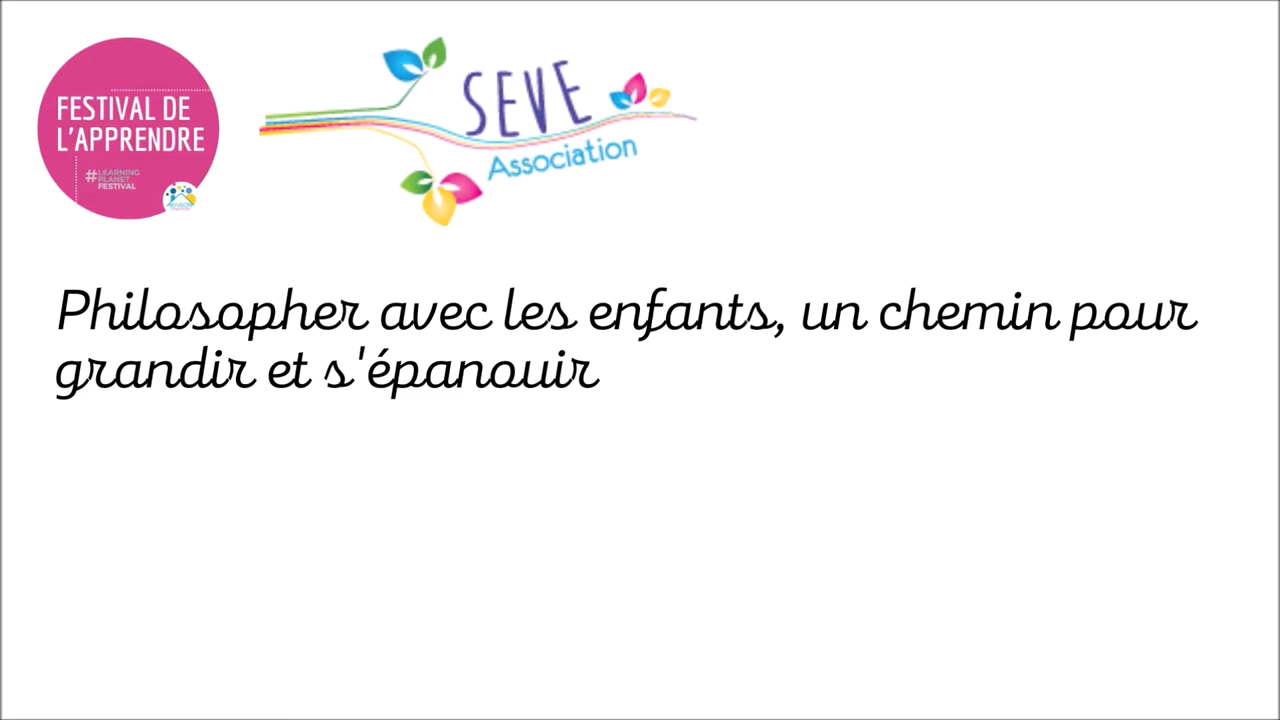 FESTIVAL DE
L'APPRENDRE
#LEARNING
PLANET
FESTIVAL
SEVE
Association
Philosopher avec les enfants, un chemin pour
grandir et s'épanouir